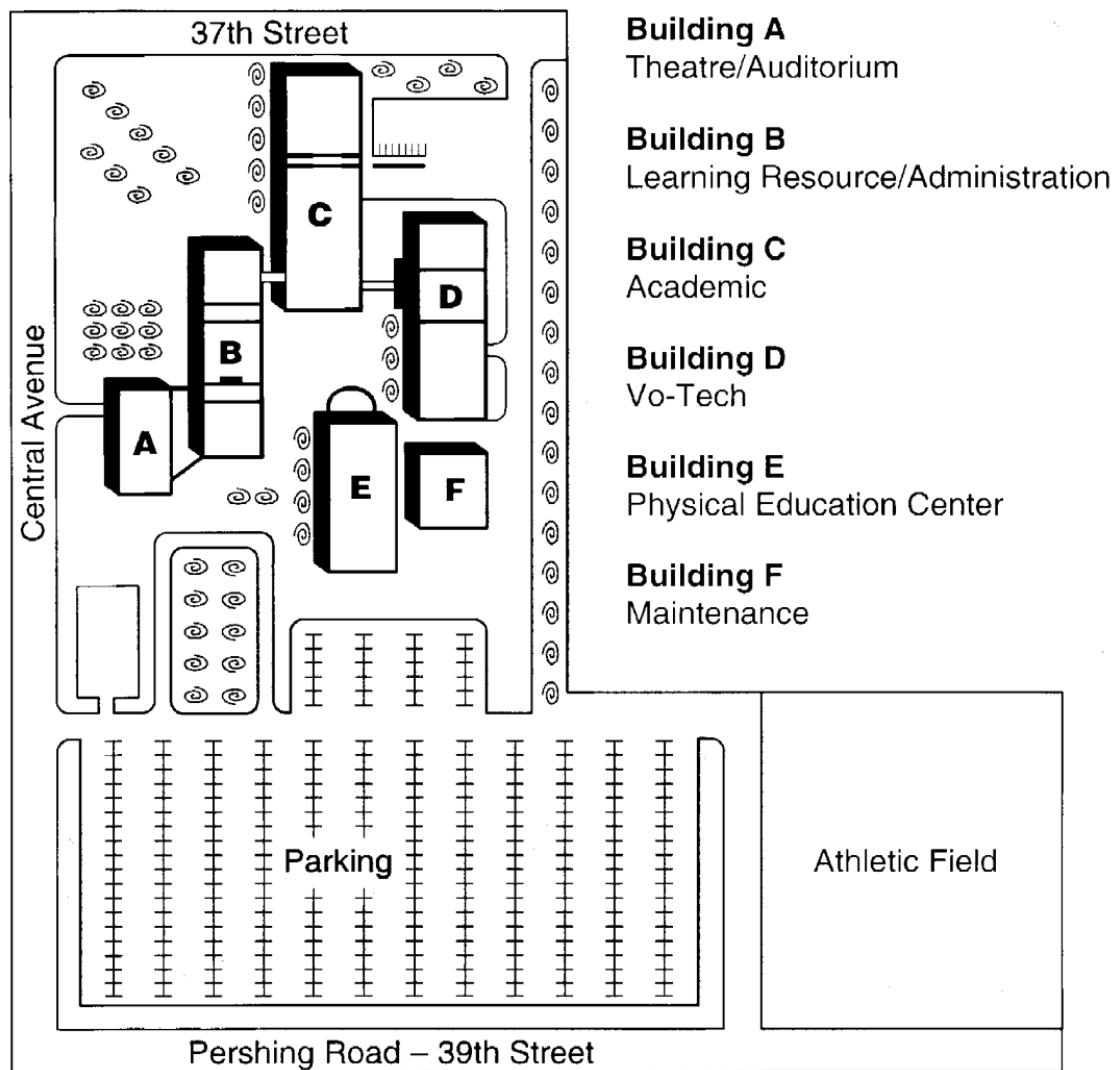 37th Street
Central Avenue
C
D
B
A
E
F
Parking
Athletic Field
Pershing Road – 39th Street
Building A
Theatre/Auditorium
Building B
Learning Resource/Administration
Building C
Academic
Building D
Vo-Tech
Building E
Physical Education Center
Building F
Maintenance